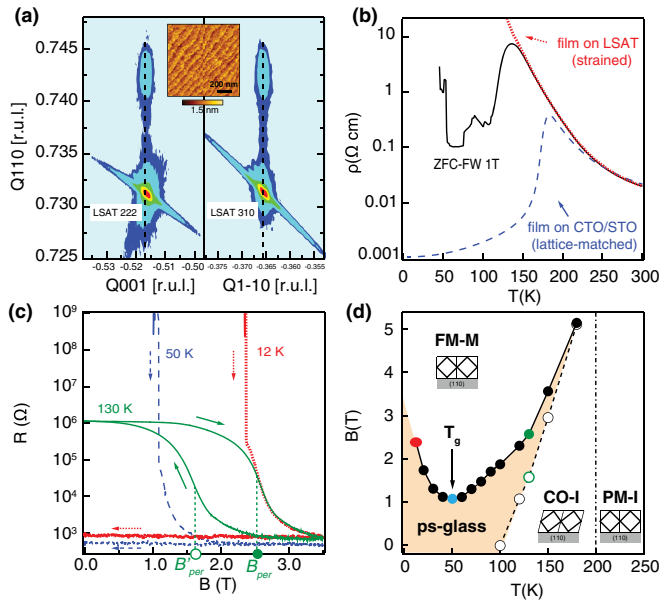 (a)
0.745
0.740
0.735
0.730
0.725
Q110 [r.u.l.]
200 nm
1.5 nm
LSAT 222
LSAT 310
-0.53
-0.52
-0.51
-0.50
-0.375
-0.370
-0.365
-0.360
-0.355
Q001 [r.u.l.]
Q1-10 [r.u.l.]
(b)
100
10
1
0.1
0.01
0.001
ρ(Ω cm)
film on LSAT
(strained)
ZFC-FW 1T
film on CTO/STO
(lattice-matched)
0
50
100
150
200
250
300
T(K)
(c)
10⁹
10⁸
10⁷
10⁶
10⁵
10⁴
10³
R (Ω)
50 K
12 K
130 K
0.0
1.0
2.0
3.0
B'per
Bper
B (T)
(d)
5
4
3
2
1
0
B(T)
FM-M
(110)
Tg
ps-glass
CO-I
(110)
PM-I
(110)
0
50
100
150
200
250
T(K)